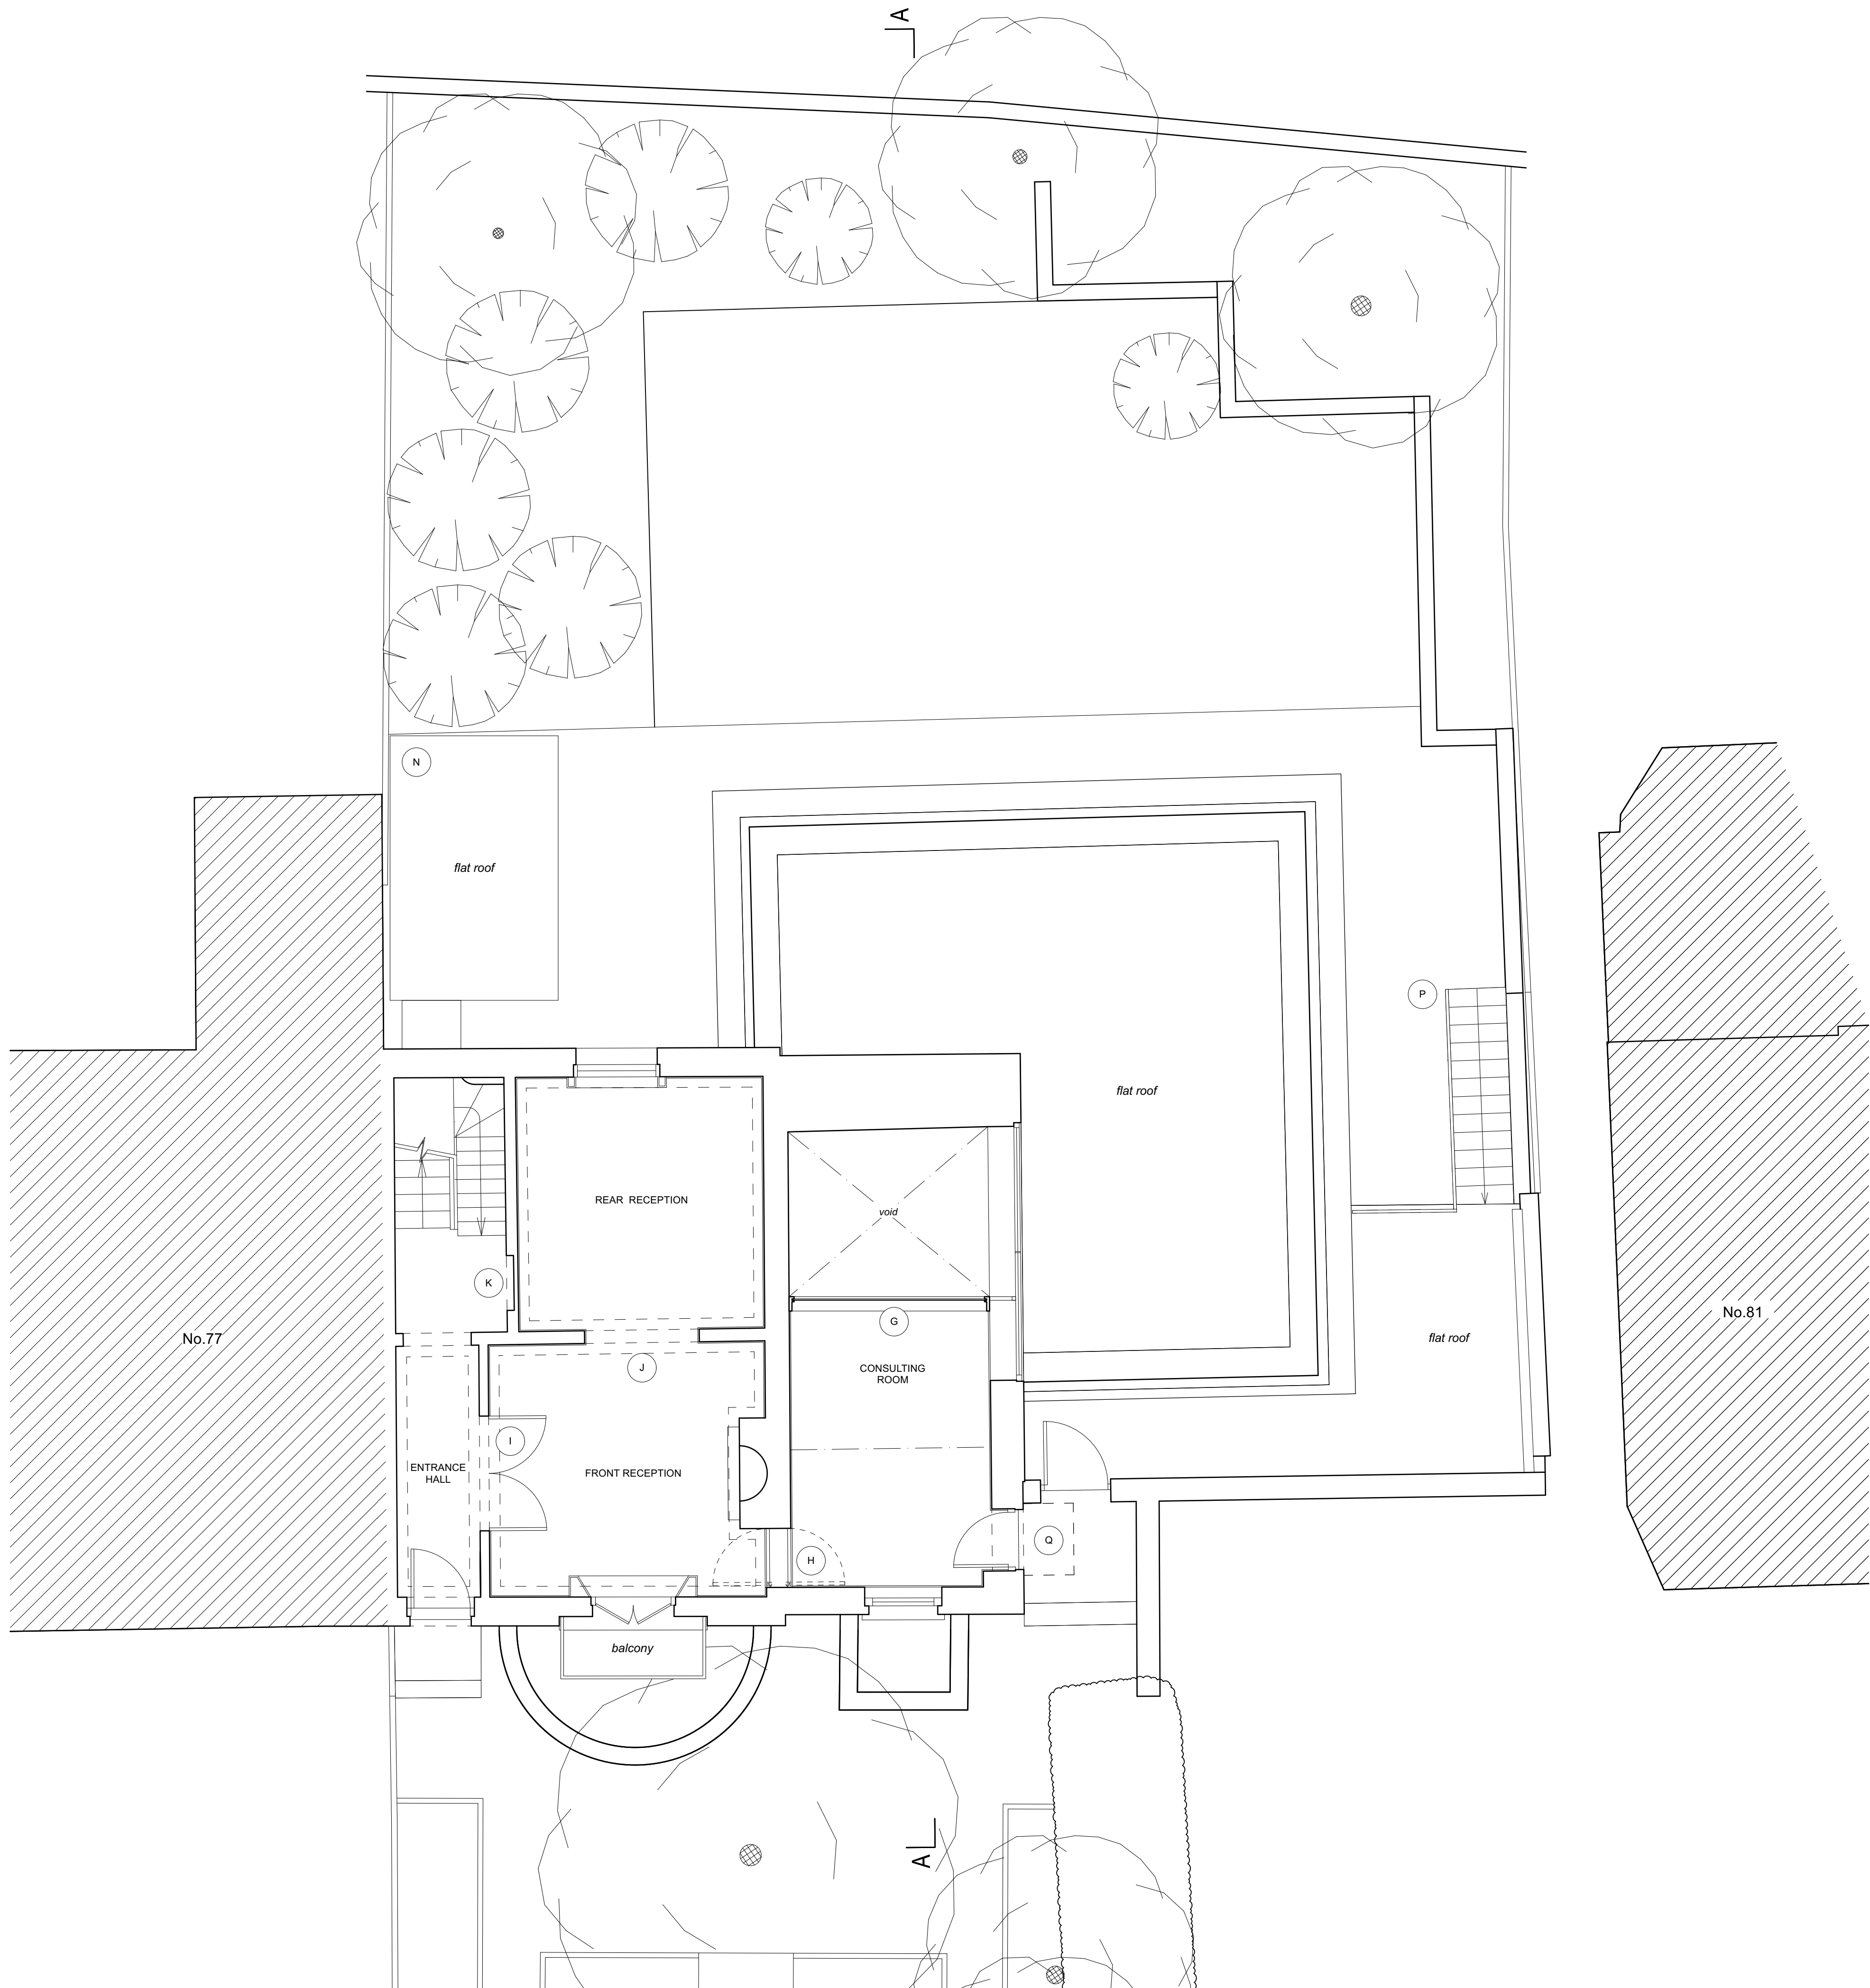 A
N
flat roof
P
flat roof
REAR RECEPTION
void
K
No.77
No.81
G
flat roof
J
CONSULTING
ROOM
I
ENTRANCE
HALL
FRONT RECEPTION
H
Q
balcony
A